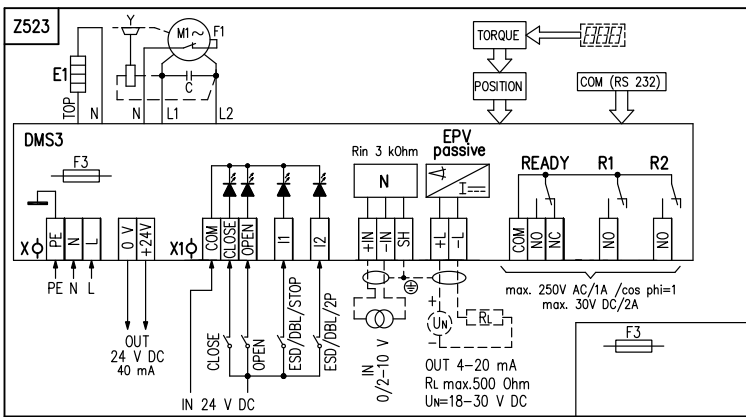 Z523
Y
M1~
F1
E1
C
TOP
N
N
L1
L2
TORQUE
POSITION
COM (RS 232)
DMS3
F3
Rin 3 kOhm
N
EPV
passive
I
READY
R1
R2
X
PE
N
L
0 V
+24V
X1
COM
CLOSE
OPEN
I1
I2
+IN
-IN
SH
+L
-L
COM
NO
NC
NO
NO
PE N L
OUT
24 V DC
40 mA
CLOSE
OPEN
ESD/DBL/STOP
ESD/DBL/2P
IN 24 V DC
IN
0/2-10 V
+
UN
-
RL
OUT 4-20 mA
RL max.500 Ohm
UN=18-30 V DC
max. 250V AC/1A /cos phi=1
max. 30V DC/2A
F3